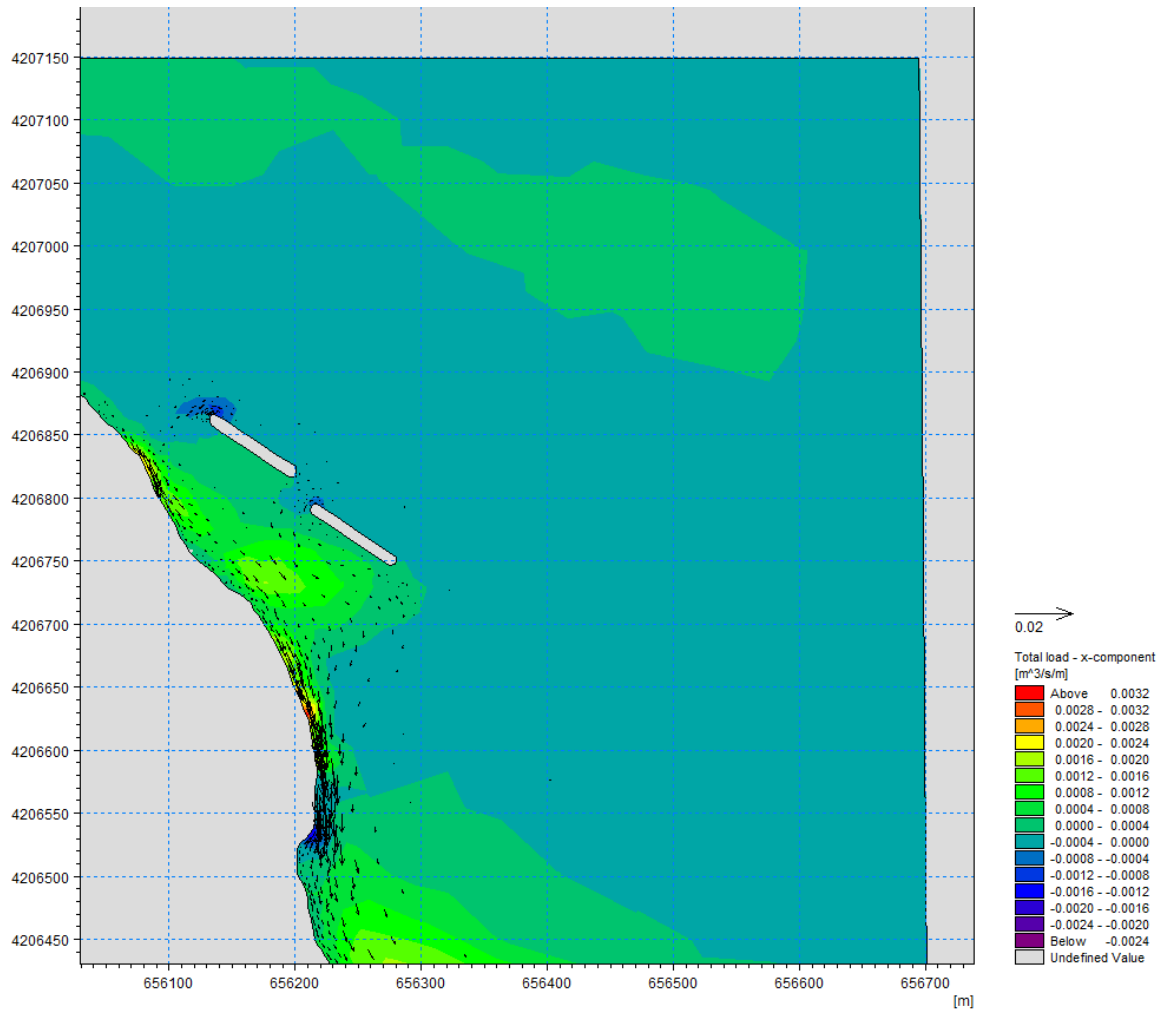 4207150
4207100
4207050
4207000
4206950
4206900
4206850
4206800
4206750
4206700
4206650
4206600
4206550
4206500
4206450
656100 656200 656300 656400 656500 656600 656700
[m]
0.02
Total load - x-component
[m^3/s/m]
Above 0.0032
0.0028 - 0.0032
0.0024 - 0.0028
0.0020 - 0.0024
0.0016 - 0.0020
0.0012 - 0.0016
0.0008 - 0.0012
0.0004 - 0.0008
0.0000 - 0.0004
-0.0004 - 0.0000
-0.0008 - -0.0004
-0.0012 - -0.0008
-0.0016 - -0.0012
-0.0020 - -0.0016
-0.0024 - -0.0020
Below -0.0024
Undefined Value